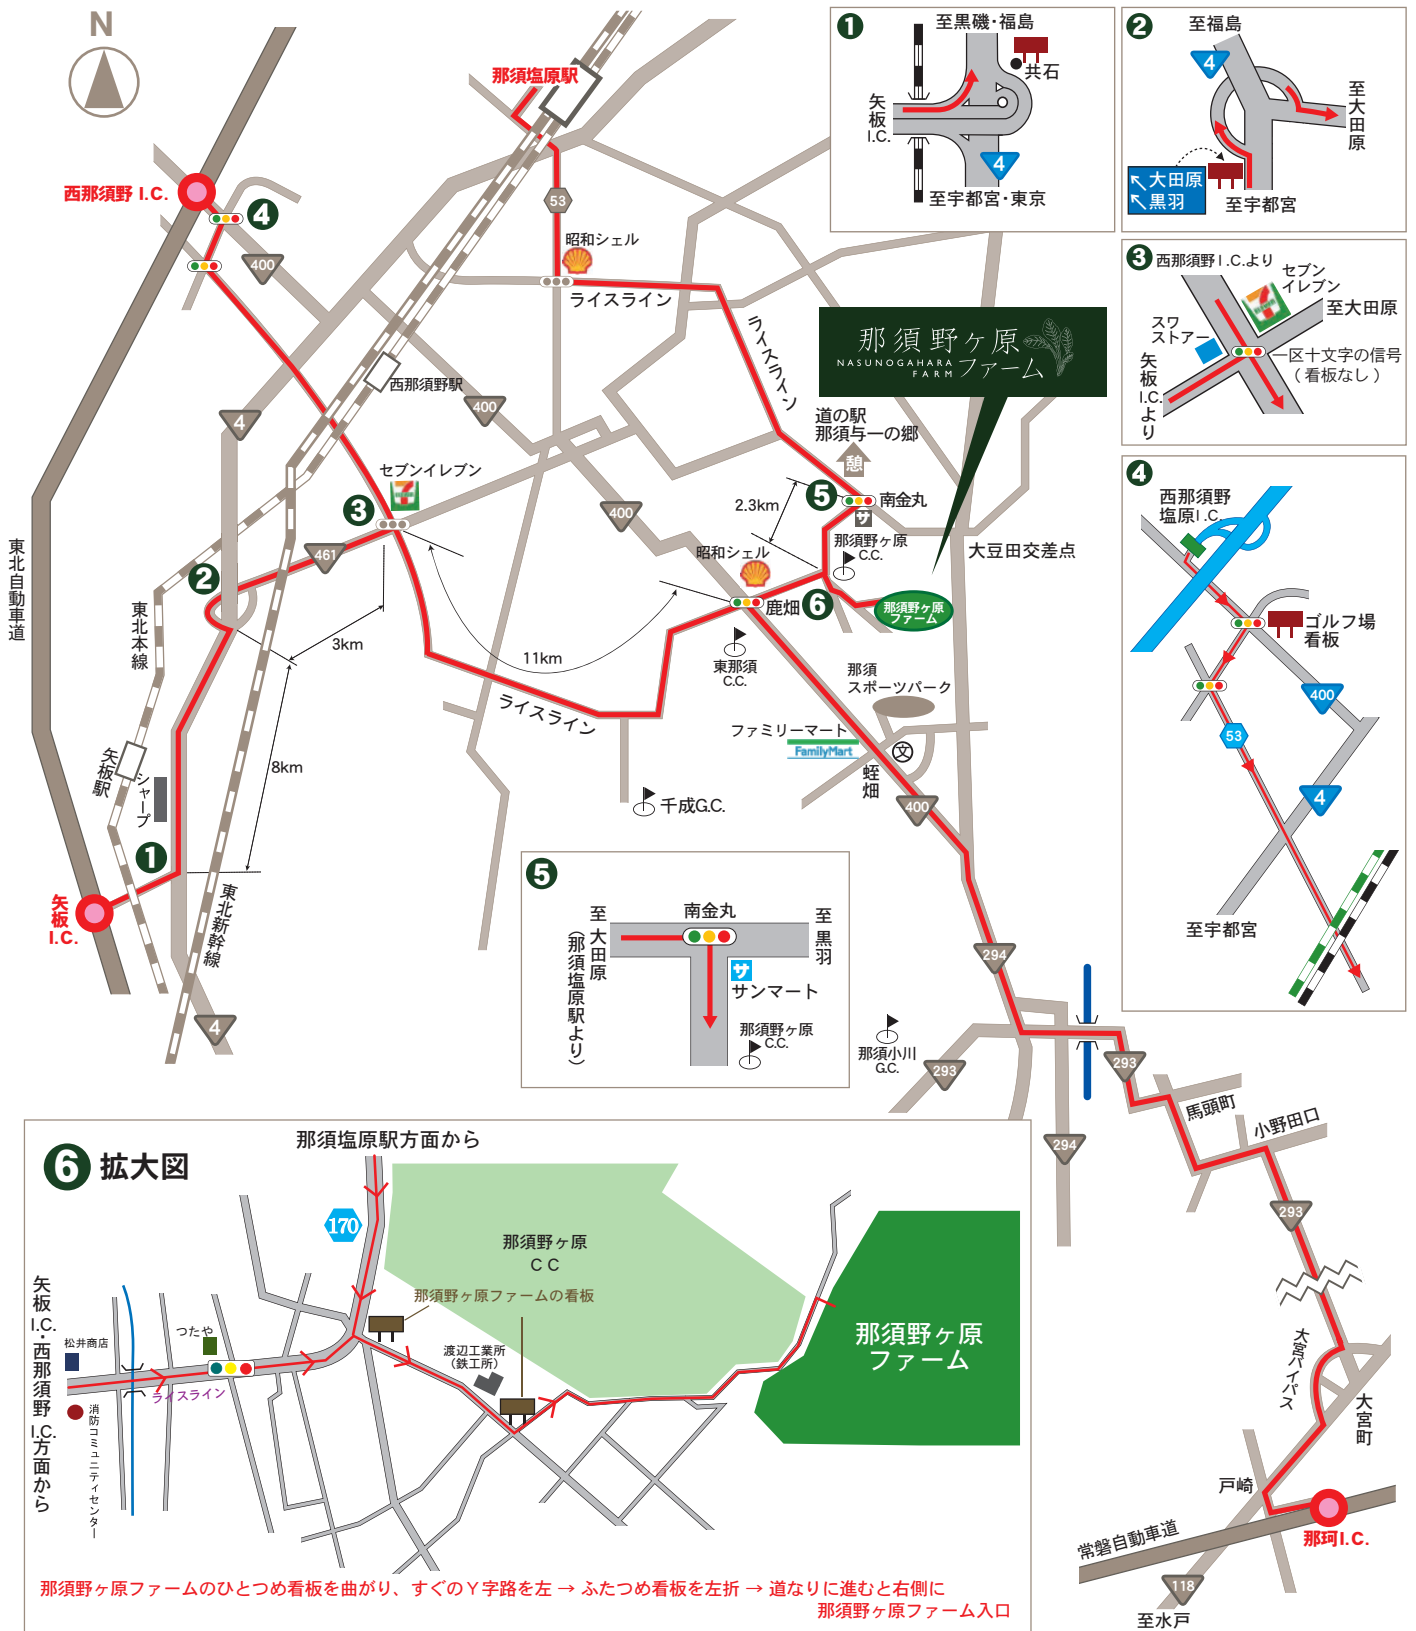 N
那須塩原駅
西那須野 I.C.
4
53
400
昭和シェル
ライスライン
ライスライン
那須野ヶ原
NASUNOGAHARA
FARM
ファーム
西那須野駅
4
400
道の駅
那須与一の郷
憩
セブンイレブン
3
5
南金丸
サ
2.3km
那須野ヶ原
C.C.
大豆田交差点
461
400
昭和シェル
2
鹿畑
6
那須野ヶ原
ファーム
東北自動車道
東北本線
3km
11km
東那須
C.C.
那須
スポーツパーク
ライスライン
ファミリーマート
FamilyMart
文
蛭畑
400
8km
矢板駅
シャープ
千成G.C.
1
矢板
I.C.
東北新幹線
4
294
那須小川
G.C.
293
293
294
馬頭町
小野田口
293
大宮バイパス
大宮町
戸崎
那珂I.C.
常磐自動車道
118
至水戸
1
至黒磯・福島
共石
矢板
I.C.
4
至宇都宮・東京
2
至福島
4
至大田原
大田原
黒羽
至宇都宮
3
西那須野I.C.より
セブン
イレブン
至大田原
スワ
ストアー
一区十文字の信号
(看板なし)
矢板I.C.より
4
西那須野
塩原I.C.
ゴルフ場
看板
400
53
4
至宇都宮
5
南金丸
至大田原
(那須塩原駅より)
至黒羽
サ
サンマート
那須野ヶ原
C.C.
6 拡大図
那須塩原駅方面から
170
那須野ヶ原
C C
那須野ヶ原ファームの看板
矢板I.C.・西那須野I.C.方面から
松井商店
つたや
ライスライン
消防コミュニティセンター
渡辺工業所
(鉄工所)
那須野ヶ原
ファーム
那須野ヶ原ファームのひとつめ看板を曲がり、すぐのY字路を左 → ふたつめ看板を左折 → 道なりに進むと右側に
那須野ヶ原ファーム入口